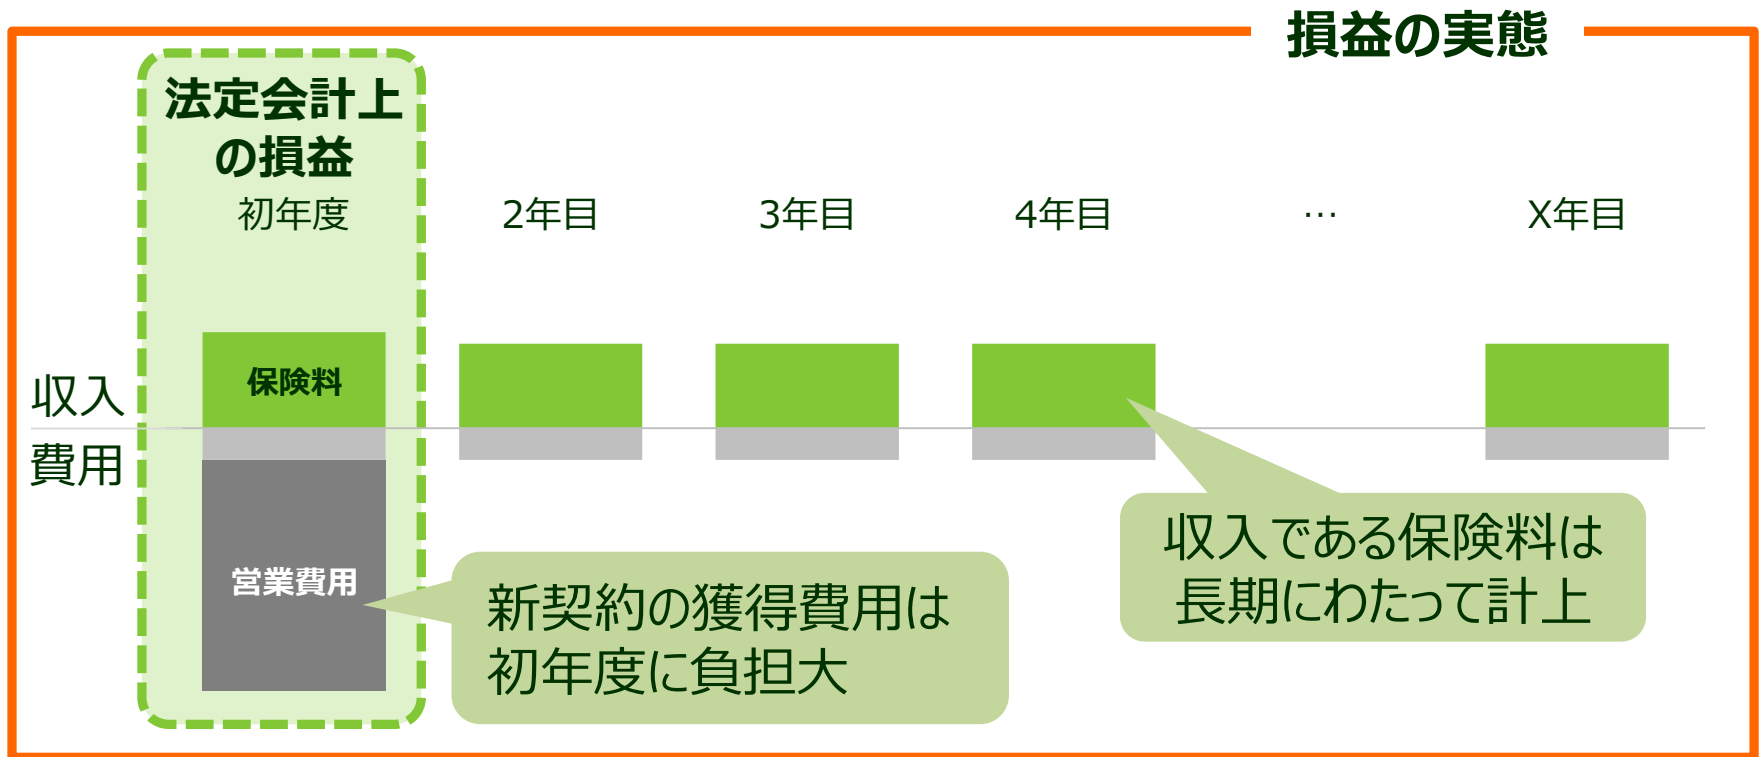 損益の実態
法定会計上
の損益
初年度
2年目
3年目
4年目
…
X年目
収入
保険料
費用
営業費用
新契約の獲得費用は
初年度に負担大
収入である保険料は
長期にわたって計上